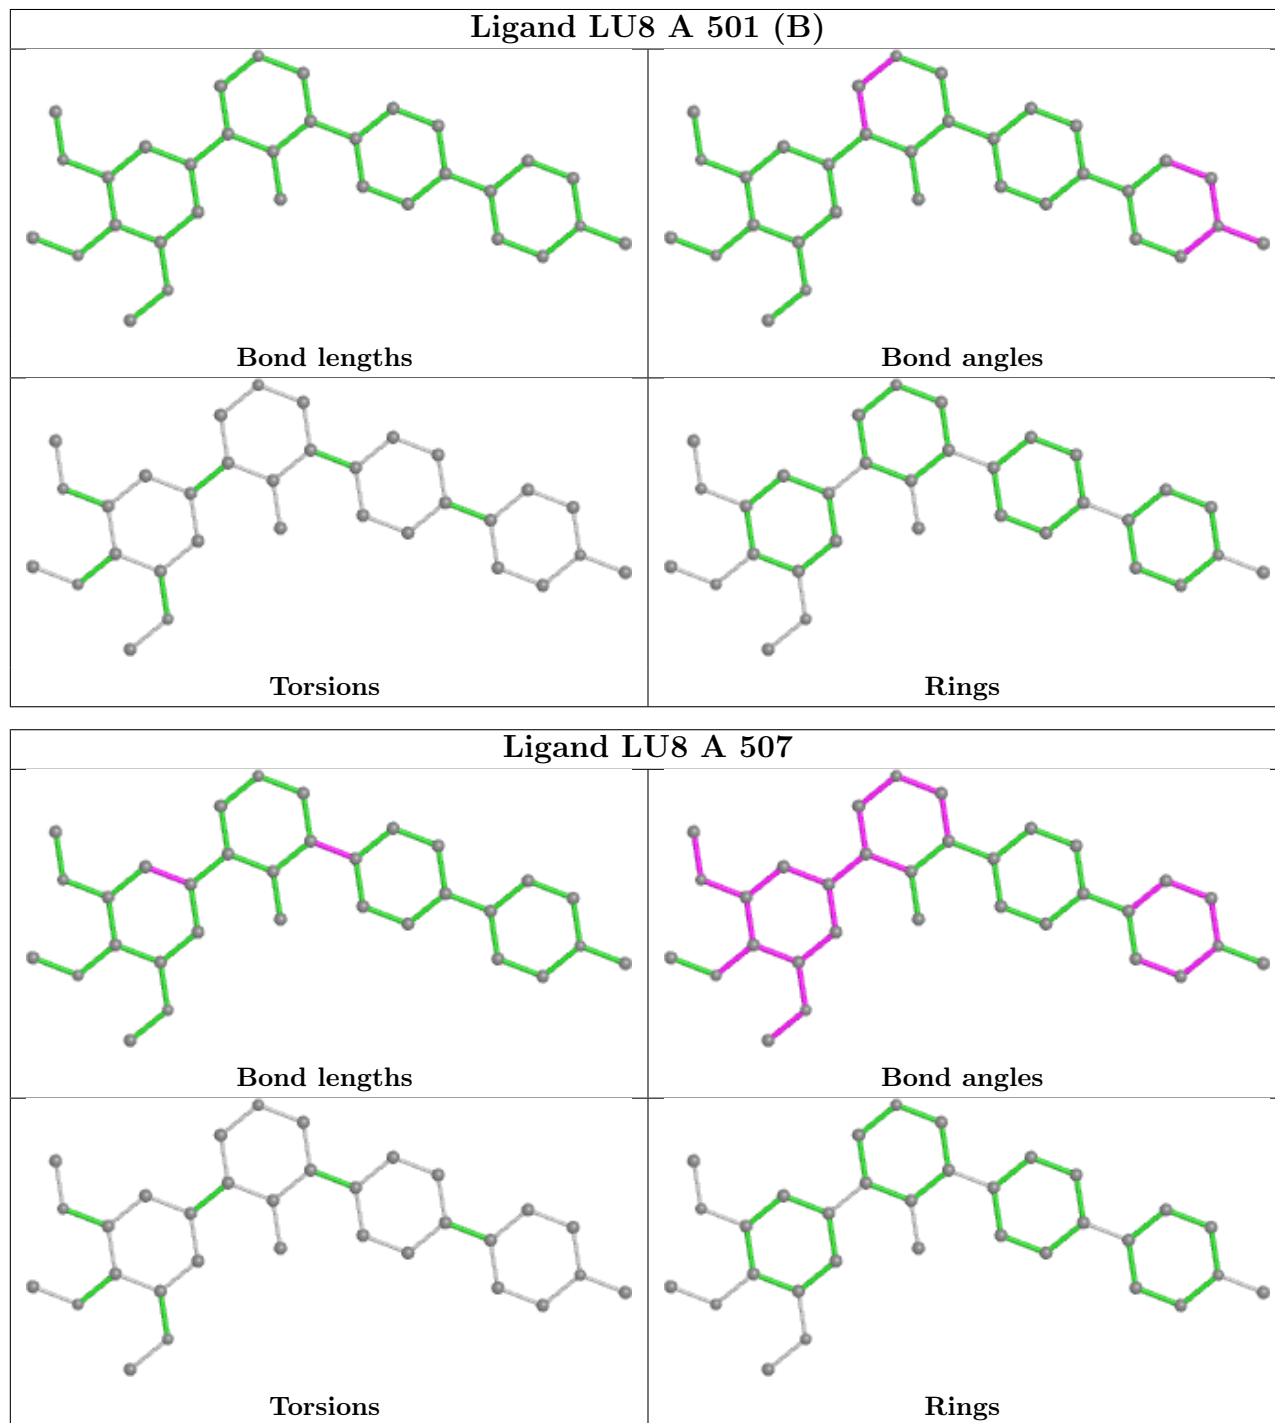 Ligand LU8 A 501 (B)
Bond lengths
Bond angles
Torsions
Rings
Ligand LU8 A 507
Bond lengths
Bond angles
Torsions
Rings